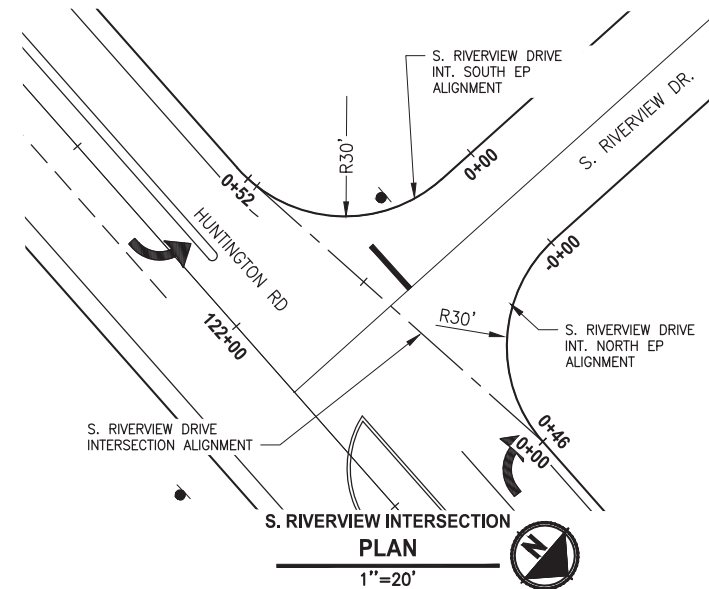 S. RIVERVIEW DRIVE
INT. SOUTH EP
ALIGNMENT
S. RIVERVIEW DR.
R30'
0+00
0+52
HUNTINGTON RD
-0+00
122+00
R30'
S. RIVERVIEW DRIVE
INT. NORTH EP
ALIGNMENT
S. RIVERVIEW DRIVE
INTERSECTION ALIGNMENT
0+46
0+00
S. RIVERVIEW INTERSECTION
PLAN
1"=20'
N